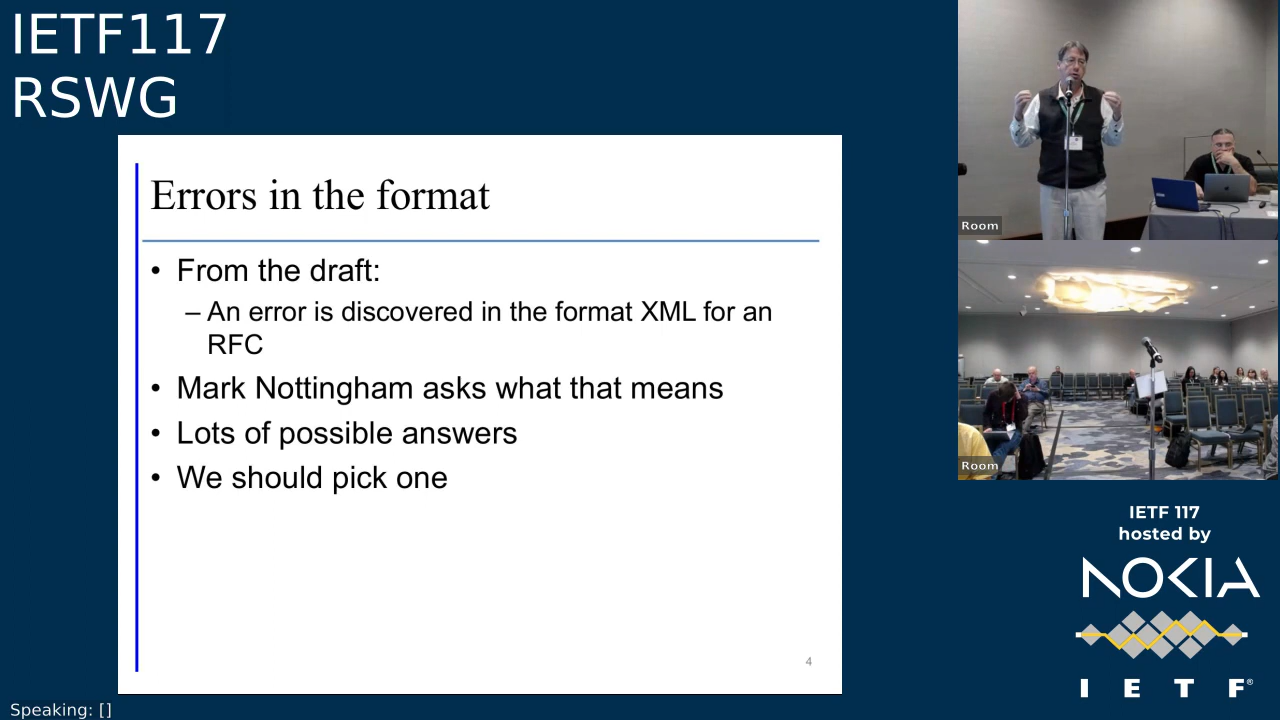 IETF117
RSWG
Errors in the format
• From the draft:
– An error is discovered in the format XML for an
RFC
• Mark Nottingham asks what that means
• Lots of possible answers
• We should pick one
4
Room
Room
IETF 117
hosted by
NOKIA
I E T F®
Speaking: []